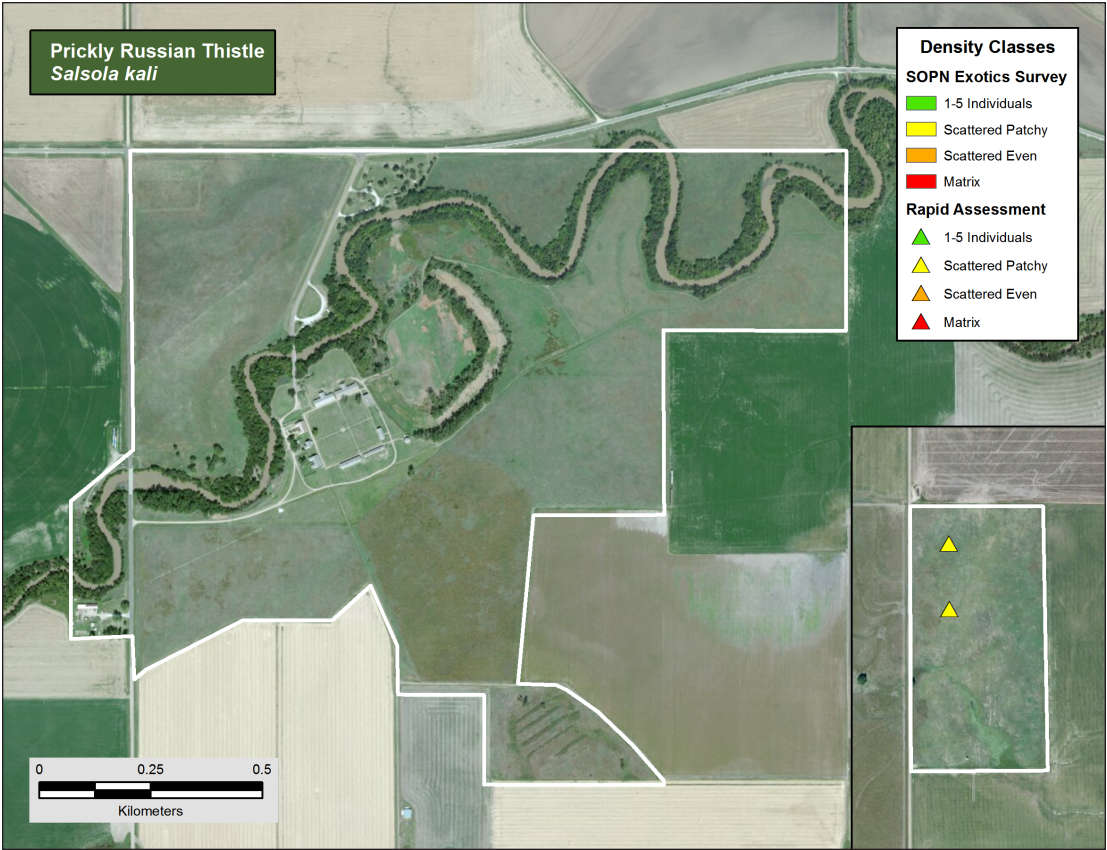 Prickly Russian Thistle
Salsola kali
Density Classes
SOPN Exotics Survey
1-5 Individuals
Scattered Patchy
Scattered Even
Matrix
Rapid Assessment
1-5 Individuals
Scattered Patchy
Scattered Even
Matrix
0 0.25 0.5
Kilometers